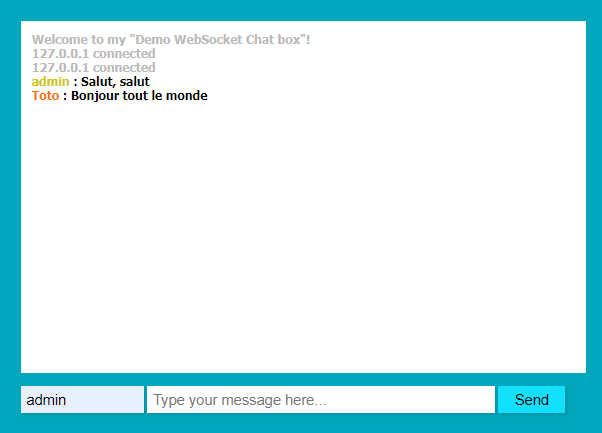 Welcome to my "Demo WebSocket Chat box"!
127.0.0.1 connected
127.0.0.1 connected
admin : Salut, salut
Toto : Bonjour tout le monde
admin Type your message here... Send